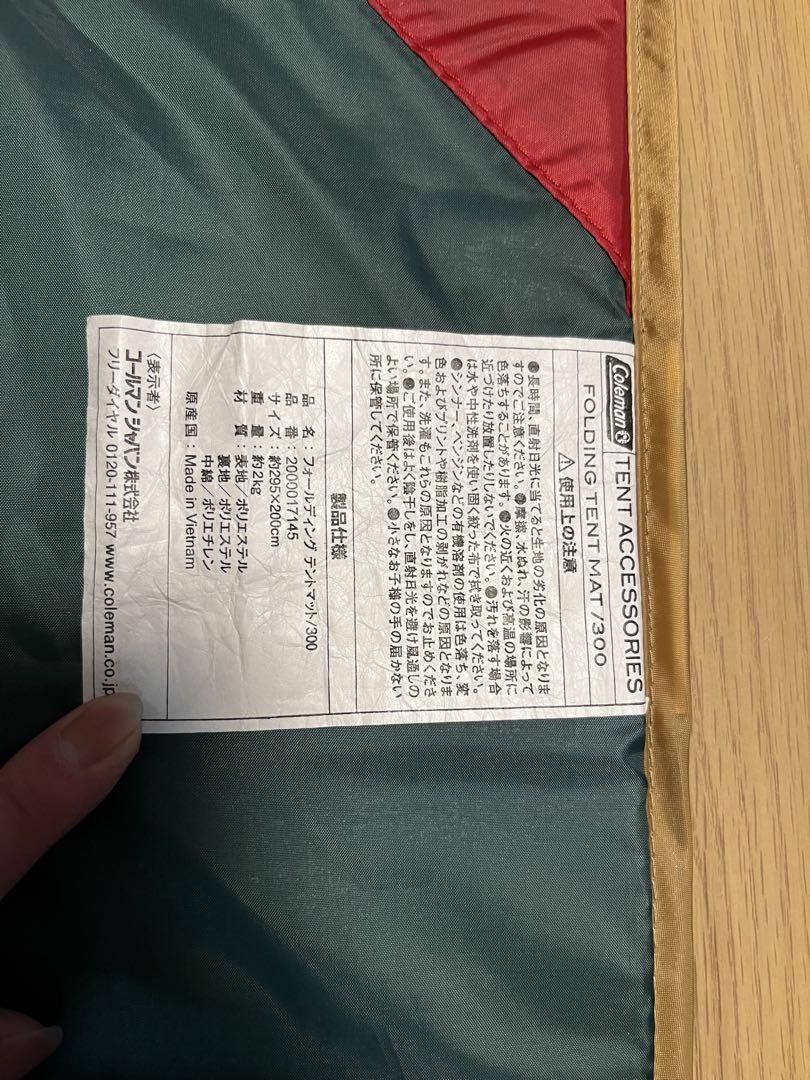 Coleman TENT ACCESSORIES
FOLDING TENT MAT/300
⚠使用上の注意
●長時間、直射日光に当てると生地の劣化の原因となりま
すのでご注意ください。●摩擦、水ぬれ、汗の影響によって
色落ちすることがあります。●火の近くおよび高温の場所に
近づけたり放置したりしないでください。●汚れを落す場合
は水や中性洗剤を使い固く絞った布で拭き取ってください。
●シンナー、ベンジンなどの有機溶剤の使用は色落ち、変
色およびプリントや樹脂加工の剥がれなどの原因となりま
す。また、洗濯もこれらの原因となりますのでお止めくださ
い。●ご使用後はよく陰干しをし、直射日光を避け風通しの
よい場所で保管ください。●小さなお子様の手の届かない
所に保管してください。
製品仕様
品 名：フォールディング テントマット/300
品 番：2000017145
サイズ：約295×200cm
重 量：約2kg
材 質：表地／ポリエステル
裏地／ポリエステル
中綿／ポリエチレン
原産国：Made in Vietnam
〈表示者〉
コールマン ジャパン株式会社
フリーダイヤル 0120-111-957 www.coleman.co.jp